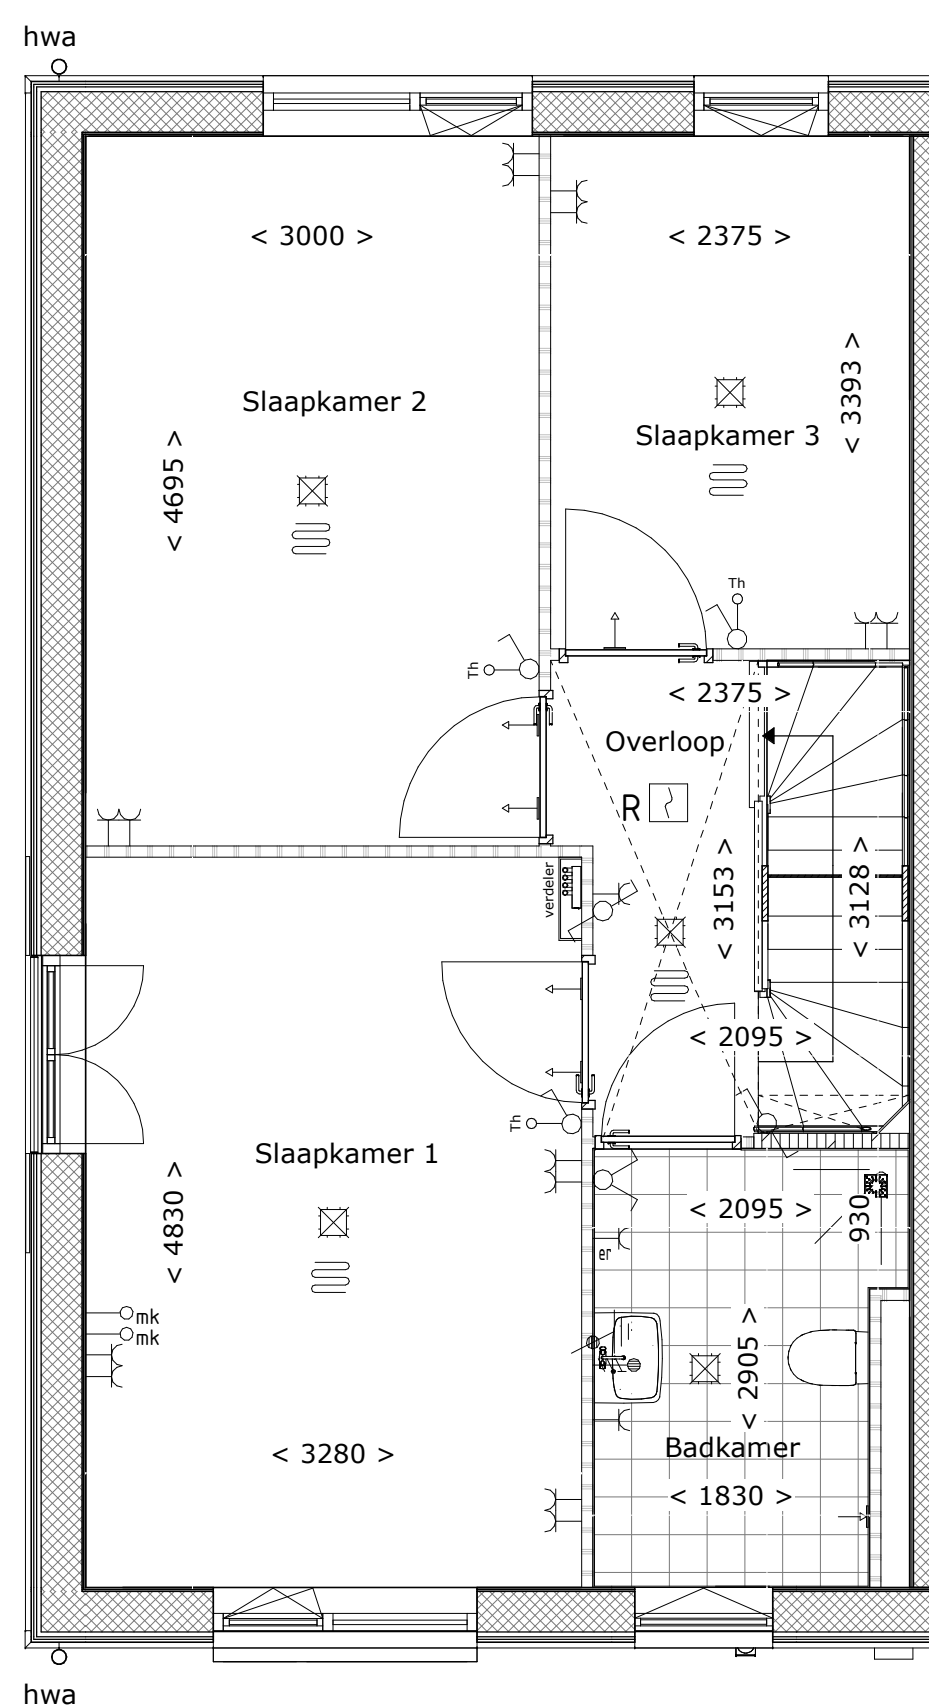 hwa
< 3000 >
< 2375 >
< 3393 >
Slaapkamer 2
Slaapkamer 3
< 4695 >
Th
Th
< 2375 >
Overloop
R
verdeler
< 3153 >
< 3128 >
< 2095 >
Th
Slaapkamer 1
< 4830 >
< 2095 >
930
er
mk
mk
< 2905 >
Badkamer
< 3280 >
< 1830 >
hwa